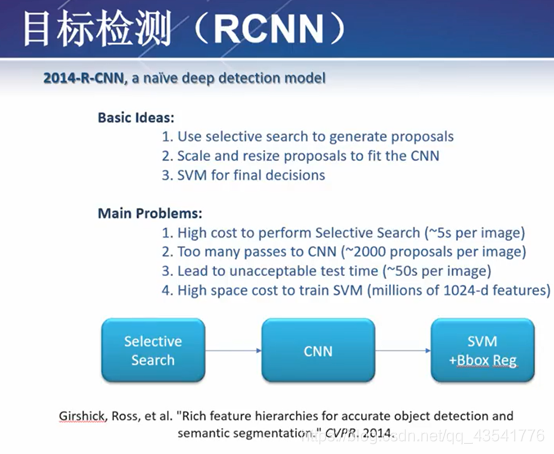 目标检测（RCNN）
2014-R-CNN, a naïve deep detection model
Basic Ideas:
1. Use selective search to generate proposals
2. Scale and resize proposals to fit the CNN
3. SVM for final decisions
Main Problems:
1. High cost to perform Selective Search (~5s per image)
2. Too many passes to CNN (~2000 proposals per image)
3. Lead to unacceptable test time (~50s per image)
4. High space cost to train SVM (millions of 1024-d features)
Selective
Search
CNN
SVM
+Bbox Reg
Girshick, Ross, et al. "Rich feature hierarchies for accurate object detection and
semantic segmentation." CVPR. 2014.
https://blog.csdn.net/qq_43541776